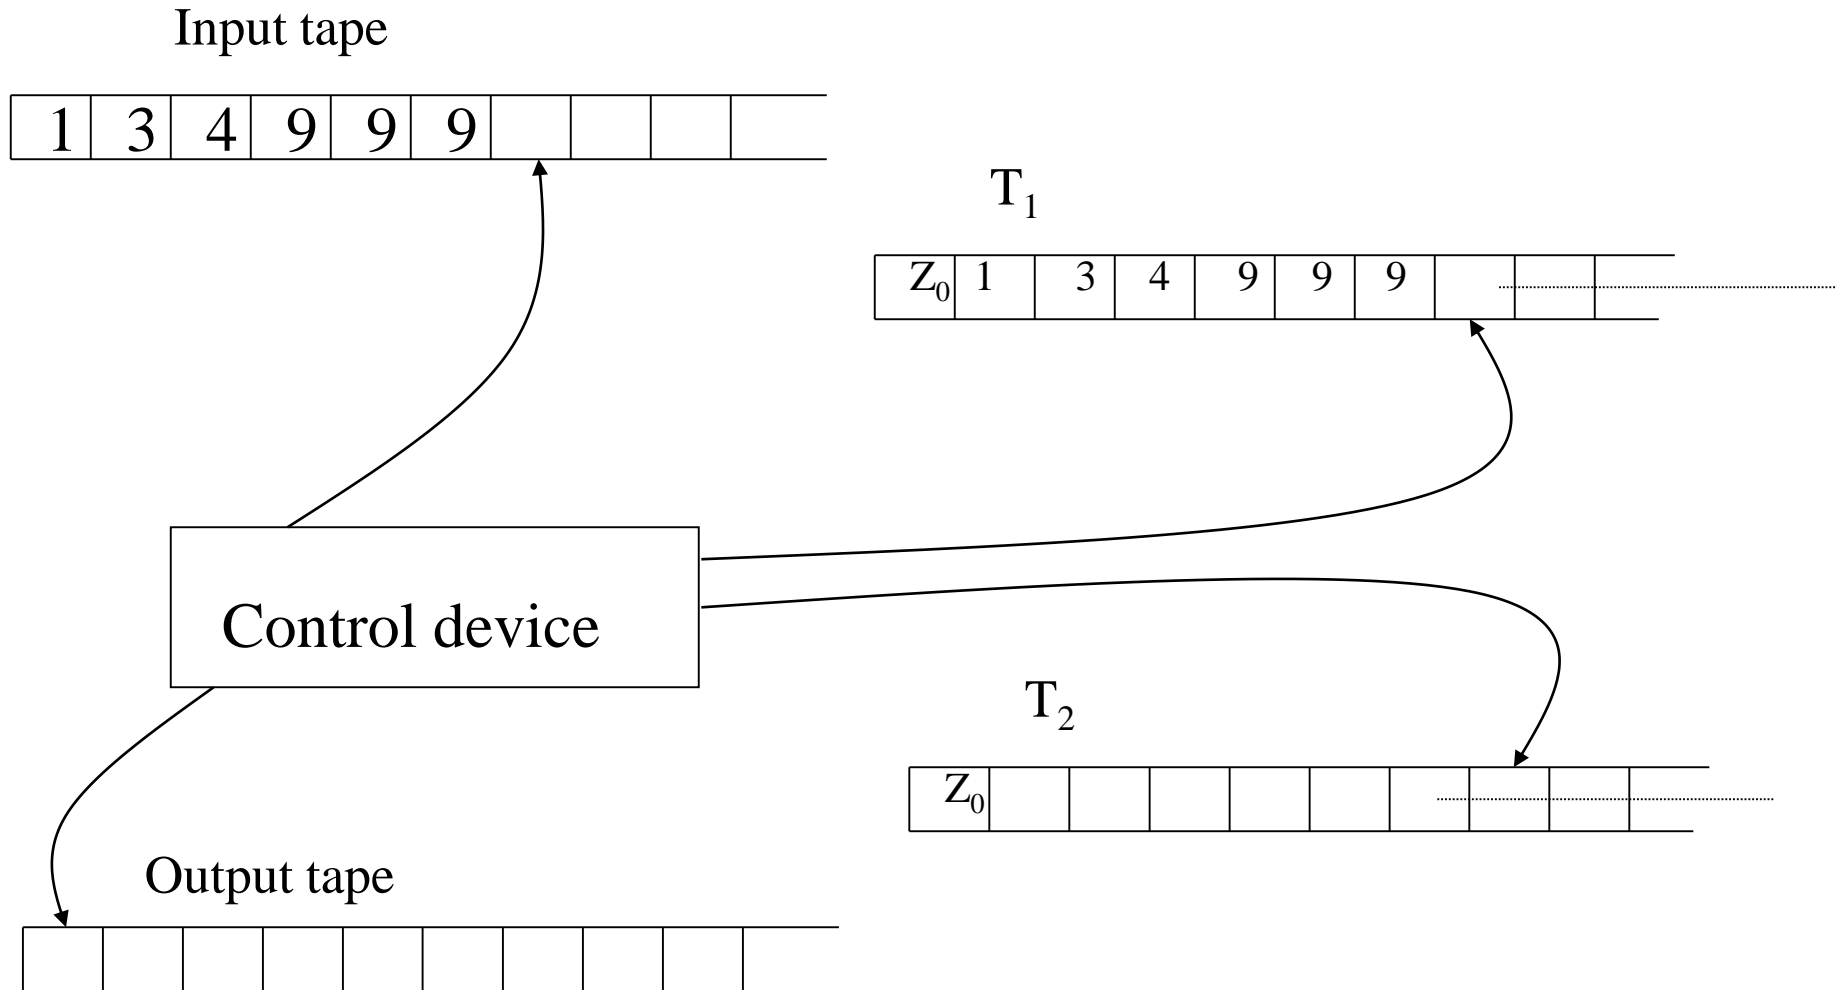 Input tape
1 3 4 9 9 9
T₁
Z₀ 1 3 4 9 9 9
Control device
T₂
Z₀
Output tape